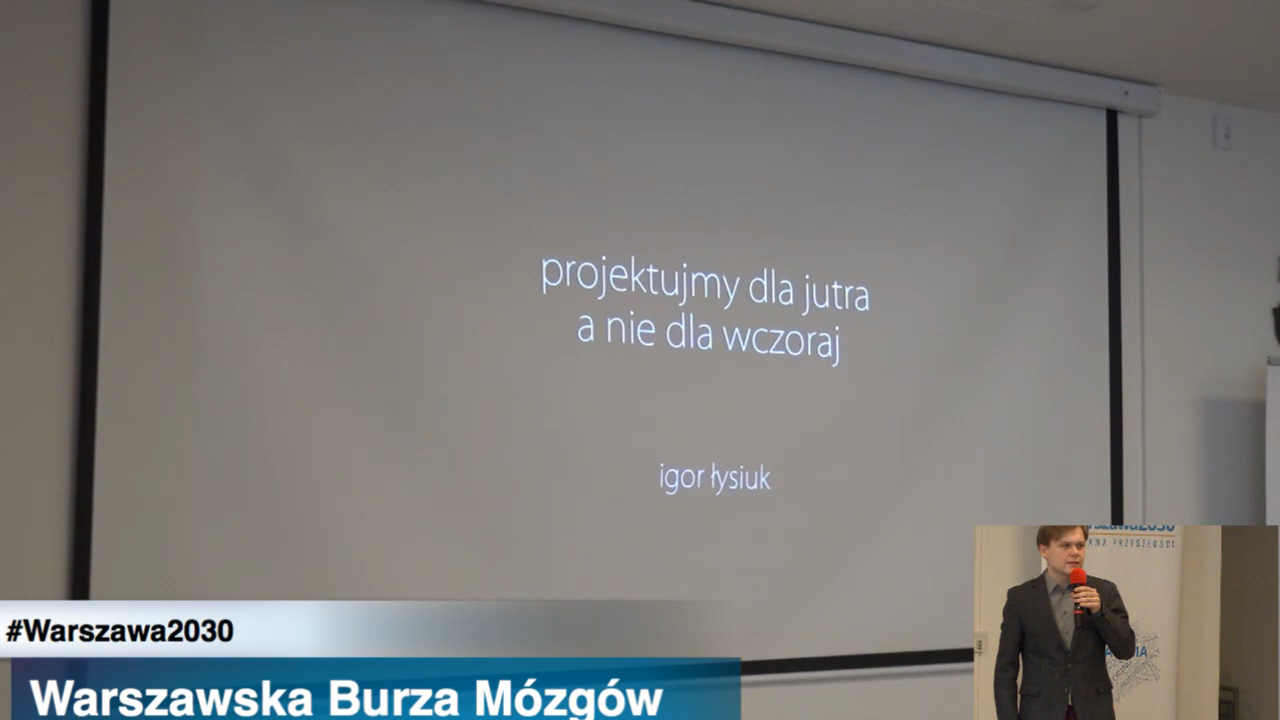 projektujmy dla jutra
a nie dla wczoraj
igor łysiuk
#Warszawa2030
Warszawska Burza Mózgów